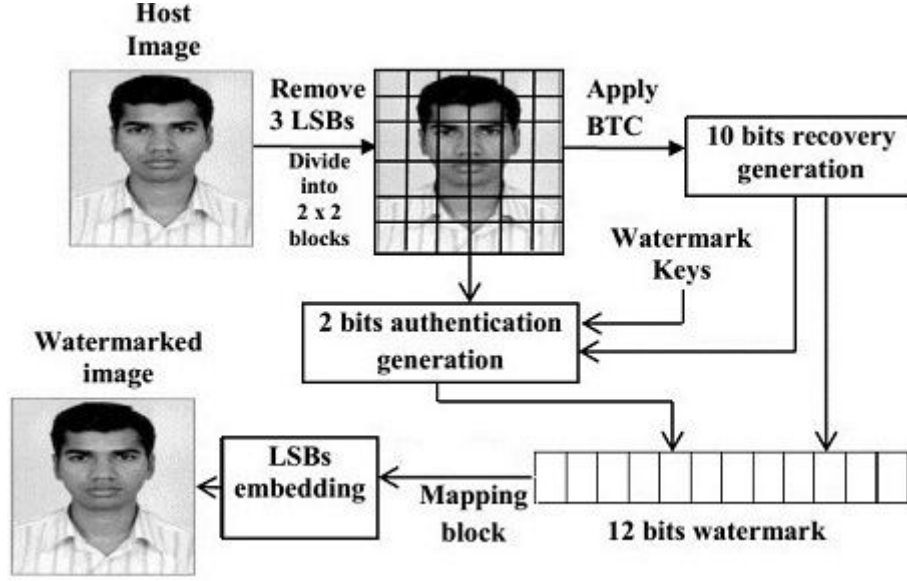 Host
Image
Remove
3 LSBs
Divide
into
2 x 2
blocks
Apply
BTC
10 bits recovery
generation
Watermark
Keys
2 bits authentication
generation
Watermarked
image
LSBs
embedding
Mapping
block
12 bits watermark